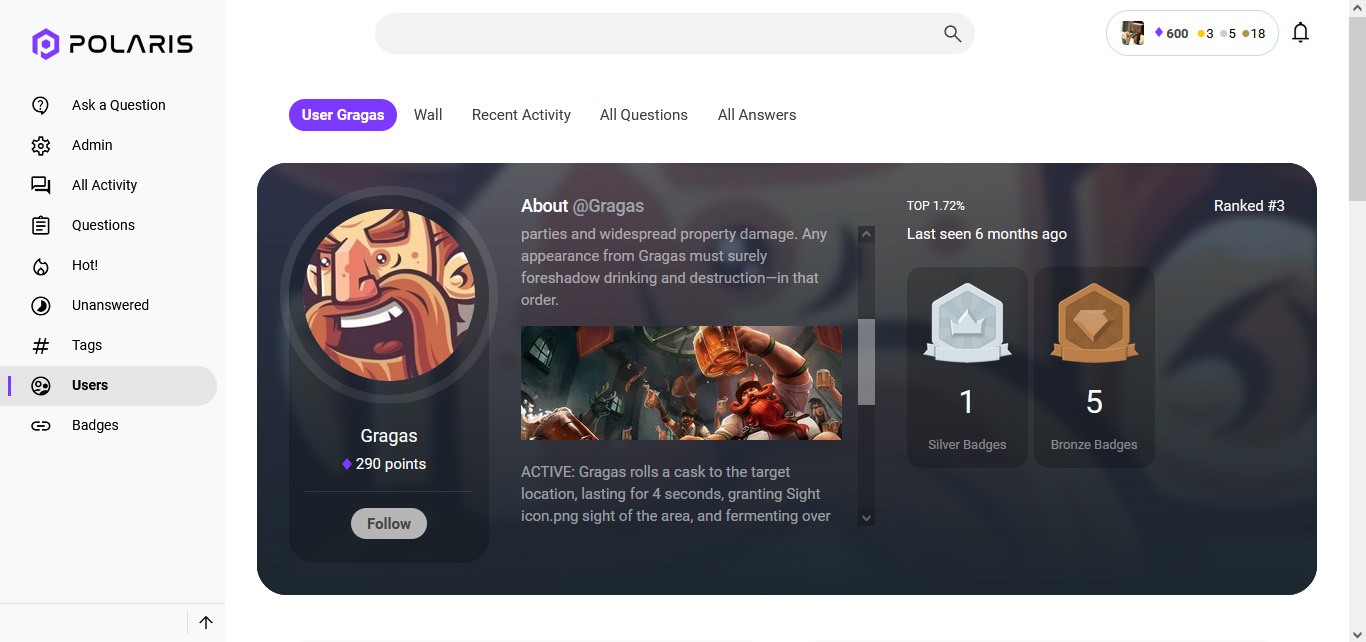 POLARIS
600 3 5 18
Ask a Question
Admin
All Activity
Questions
Hot!
Unanswered
Tags
Users
Badges
User Gragas Wall Recent Activity All Questions All Answers
Gragas
290 points
Follow
About @Gragas
parties and widespread property damage. Any
appearance from Gragas must surely
foreshadow drinking and destruction—in that
order.
ACTIVE: Gragas rolls a cask to the target
location, lasting for 4 seconds, granting Sight
icon.png sight of the area, and fermenting over
TOP 1.72%
Ranked #3
Last seen 6 months ago
1
Silver Badges
5
Bronze Badges